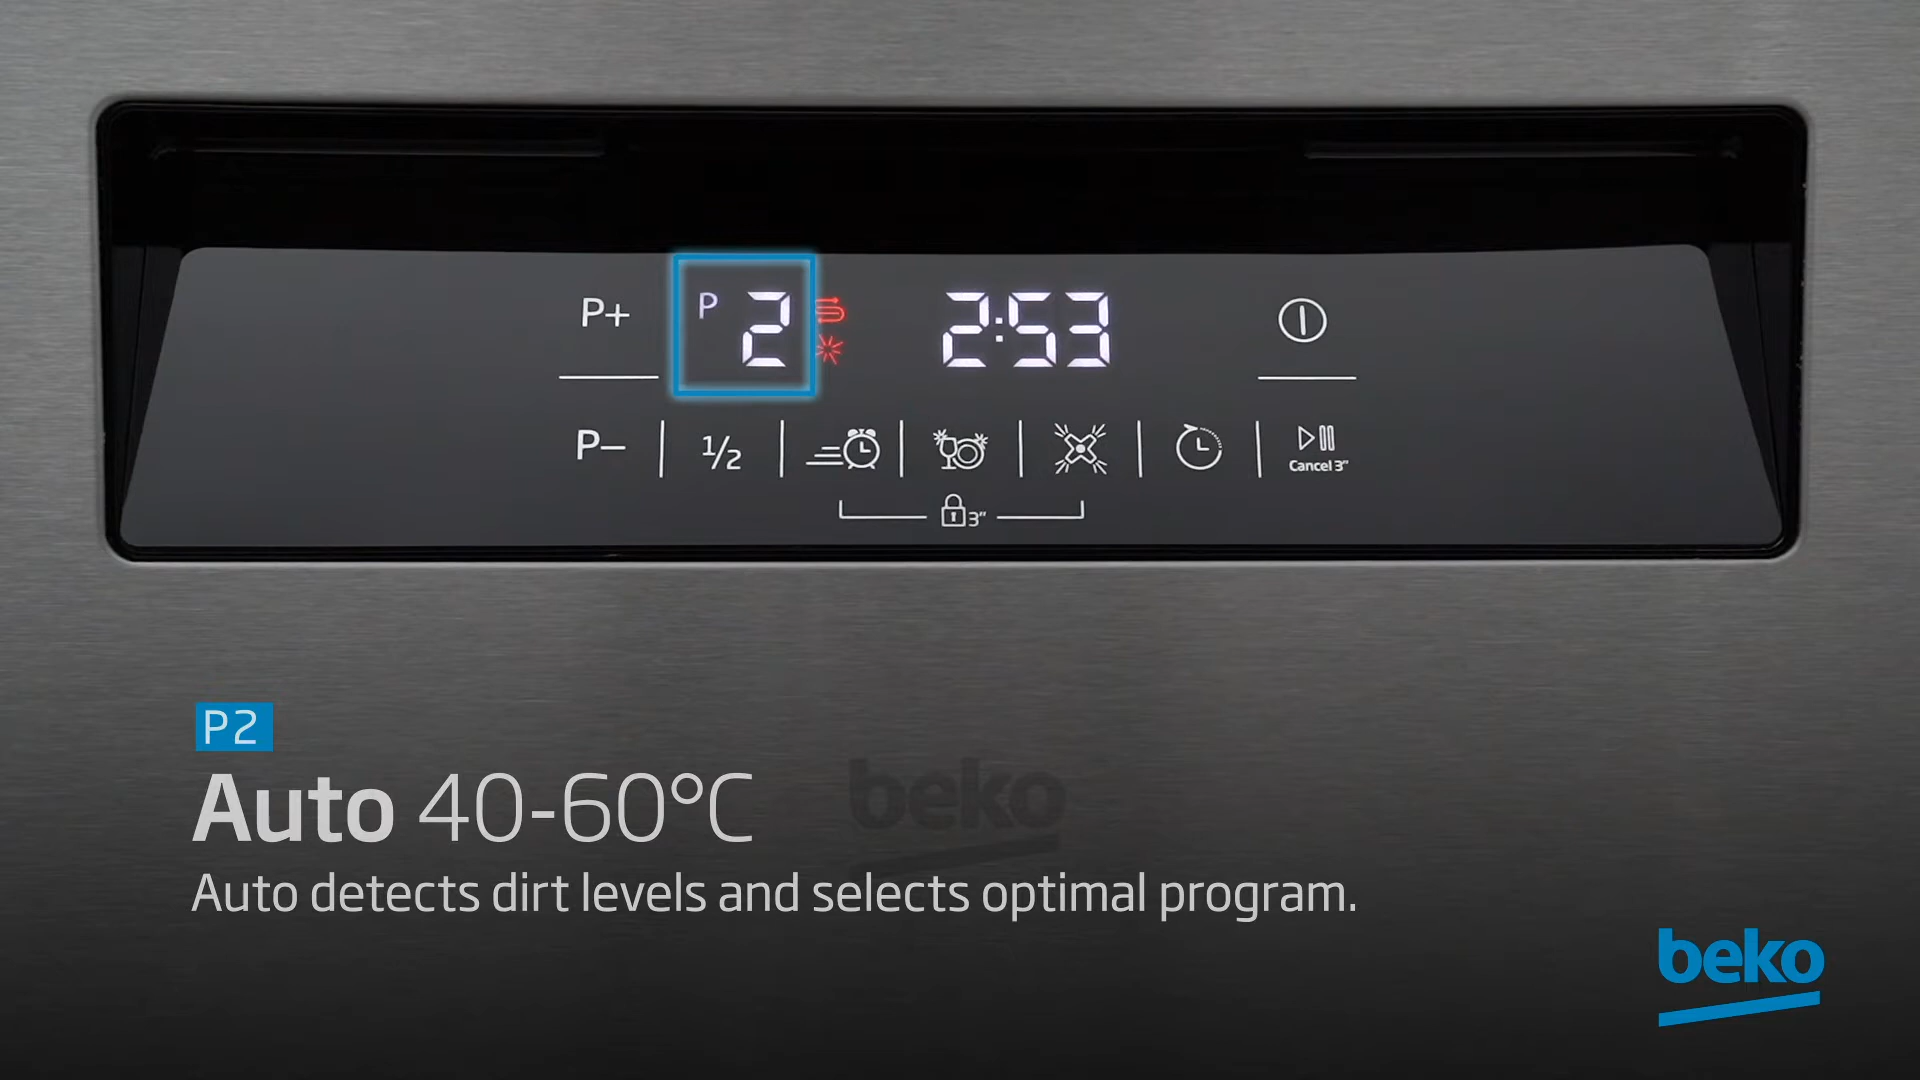 P+
P 2
2:53
P−
½
Cancel 3"
3"
P2
Auto 40-60°C
beko
Auto detects dirt levels and selects optimal program.
beko